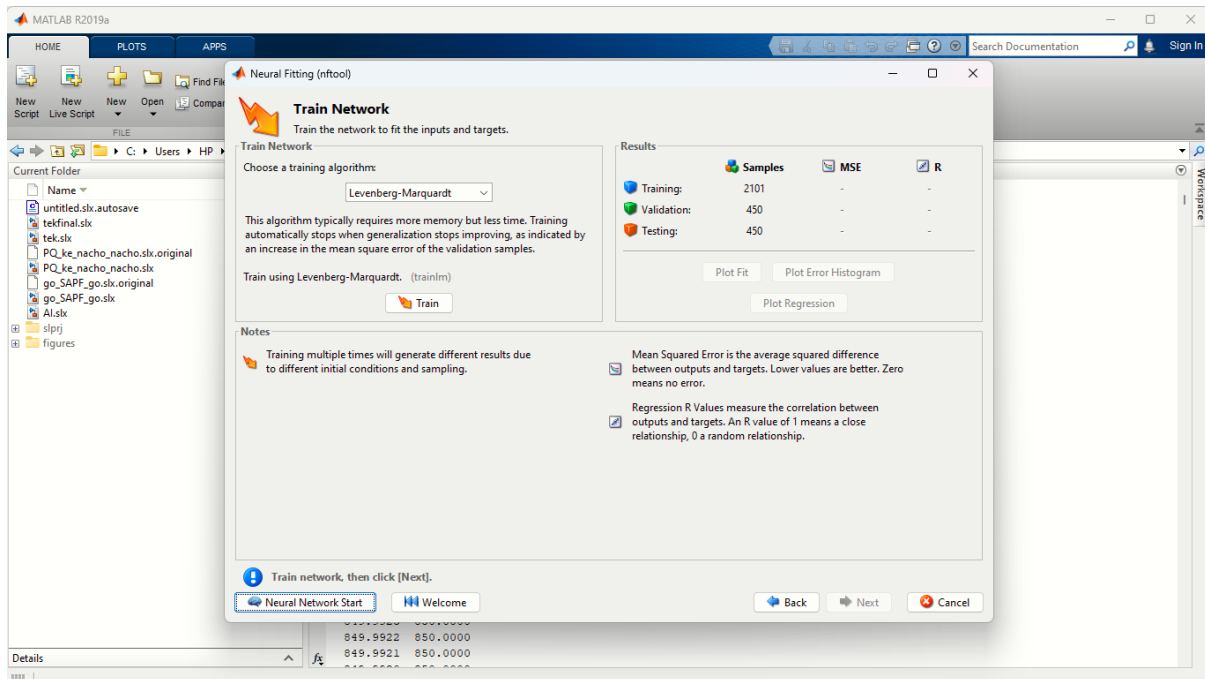 MATLAB R2019a
HOME PLOTS APPS
Search Documentation
Sign In
New Script
New Live Script
New
Open
Find File
Compar
FILE
C: Users HP
Current Folder
Name
untitled.slx.autosave
tekfinal.slx
tek.slx
PQ_ke_nacho_nacho.slx.original
PQ_ke_nacho_nacho.slx
go_SAPF_go.slx.original
go_SAPF_go.slx
AI.slx
slprj
figures
Details
Workspace
Neural Fitting (nftool)
Train Network
Train the network to fit the inputs and targets.
Train Network
Choose a training algorithm:
Levenberg-Marquardt
This algorithm typically requires more memory but less time. Training
automatically stops when generalization stops improving, as indicated by
an increase in the mean square error of the validation samples.
Train using Levenberg-Marquardt. (trainlm)
Train
Results
Samples MSE R
Training: 2101 - -
Validation: 450 - -
Testing: 450 - -
Plot Fit Plot Error Histogram
Plot Regression
Notes
Training multiple times will generate different results due
to different initial conditions and sampling.
Mean Squared Error is the average squared difference
between outputs and targets. Lower values are better. Zero
means no error.
Regression R Values measure the correlation between
outputs and targets. An R value of 1 means a close
relationship, 0 a random relationship.
Train network, then click [Next].
Neural Network Start Welcome Back Next Cancel
849.9922 850.0000
fx 849.9921 850.0000